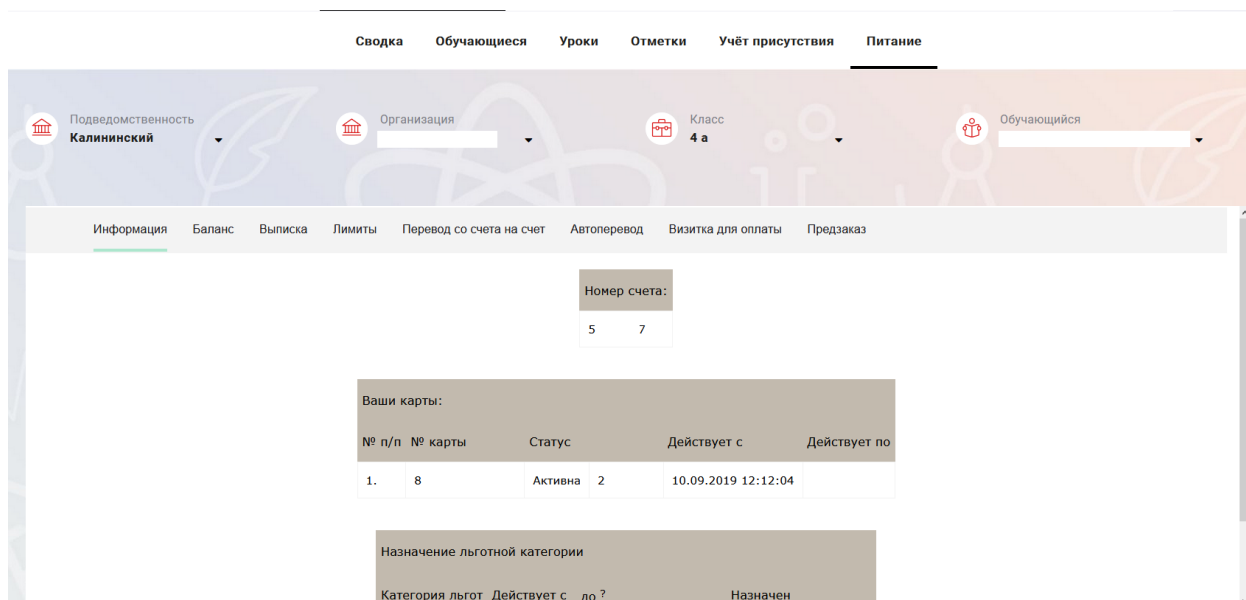 Сводка Обучающиеся Уроки Отметки Учёт присутствия Питание
Подведомственность Организация Класс Обучающийся
Калининский 4 а
Информация Баланс Выписка Лимиты Перевод со счета на счет Автоперевод Визитка для оплаты Предзаказ
Номер счета:
5 7
Ваши карты:
№ п/п № карты Статус Действует с Действует по
1. 8 Активна 2 10.09.2019 12:12:04
Назначение льготной категории
Категория льгот Действует с до ? Назначен